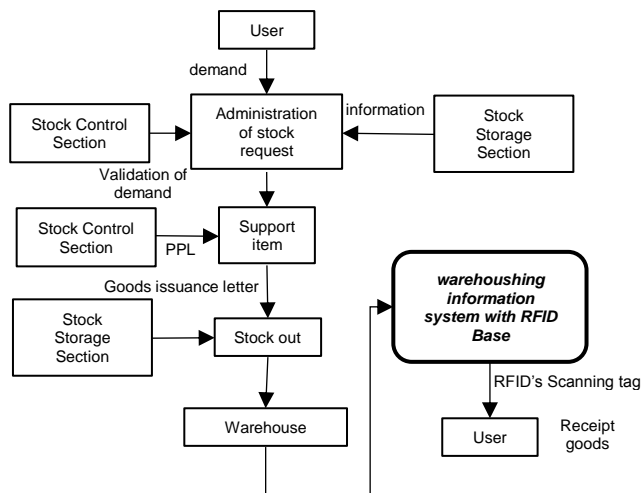 User
demand
Administration
of stock
request
information
Stock Control
Section
Stock
Storage
Section
Validation of
demand
Stock Control
Section
PPL
Support
item
Goods issuance letter
Stock
Storage
Section
Stock out
Warehouse
warehoushing
information
system with RFID
Base
RFID's Scanning tag
User
Receipt
goods